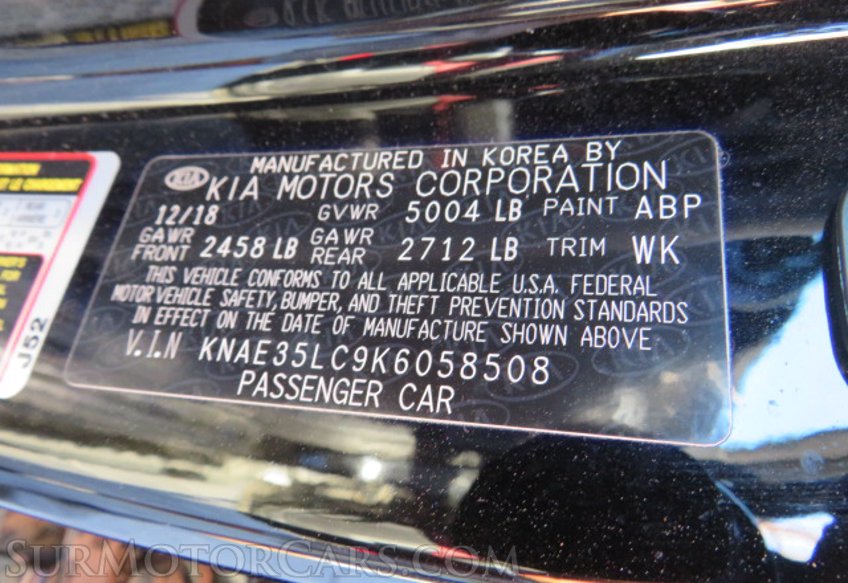 MANUFACTURED IN KOREA BY
KIA KIA MOTORS CORPORATION
12/18 GVWR 5004 LB PAINT ABP
GAWR FRONT 2458 LB GAWR REAR 2712 LB TRIM WK
THIS VEHICLE CONFORMS TO ALL APPLICABLE U.S.A. FEDERAL
MOTOR VEHICLE SAFETY, BUMPER, AND THEFT PREVENTION STANDARDS
IN EFFECT ON THE DATE OF MANUFACTURE SHOWN ABOVE
V.I.N KNAE35LC9K6058508
PASSENGER CAR
J52
SURMOTORCARS.COM